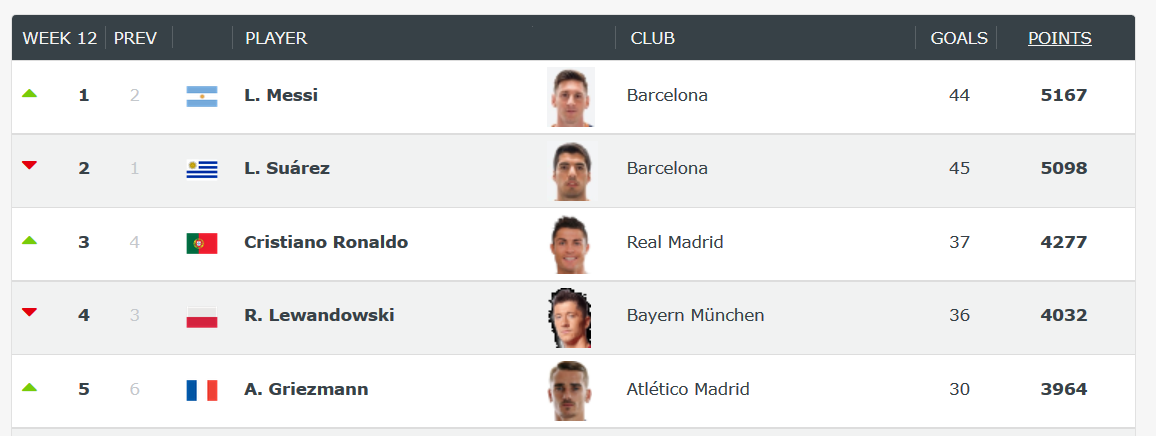 WEEK 12 PREV PLAYER CLUB GOALS POINTS
1 2 L. Messi Barcelona 44 5167
2 1 L. Suárez Barcelona 45 5098
3 4 Cristiano Ronaldo Real Madrid 37 4277
4 3 R. Lewandowski Bayern München 36 4032
5 6 A. Griezmann Atlético Madrid 30 3964